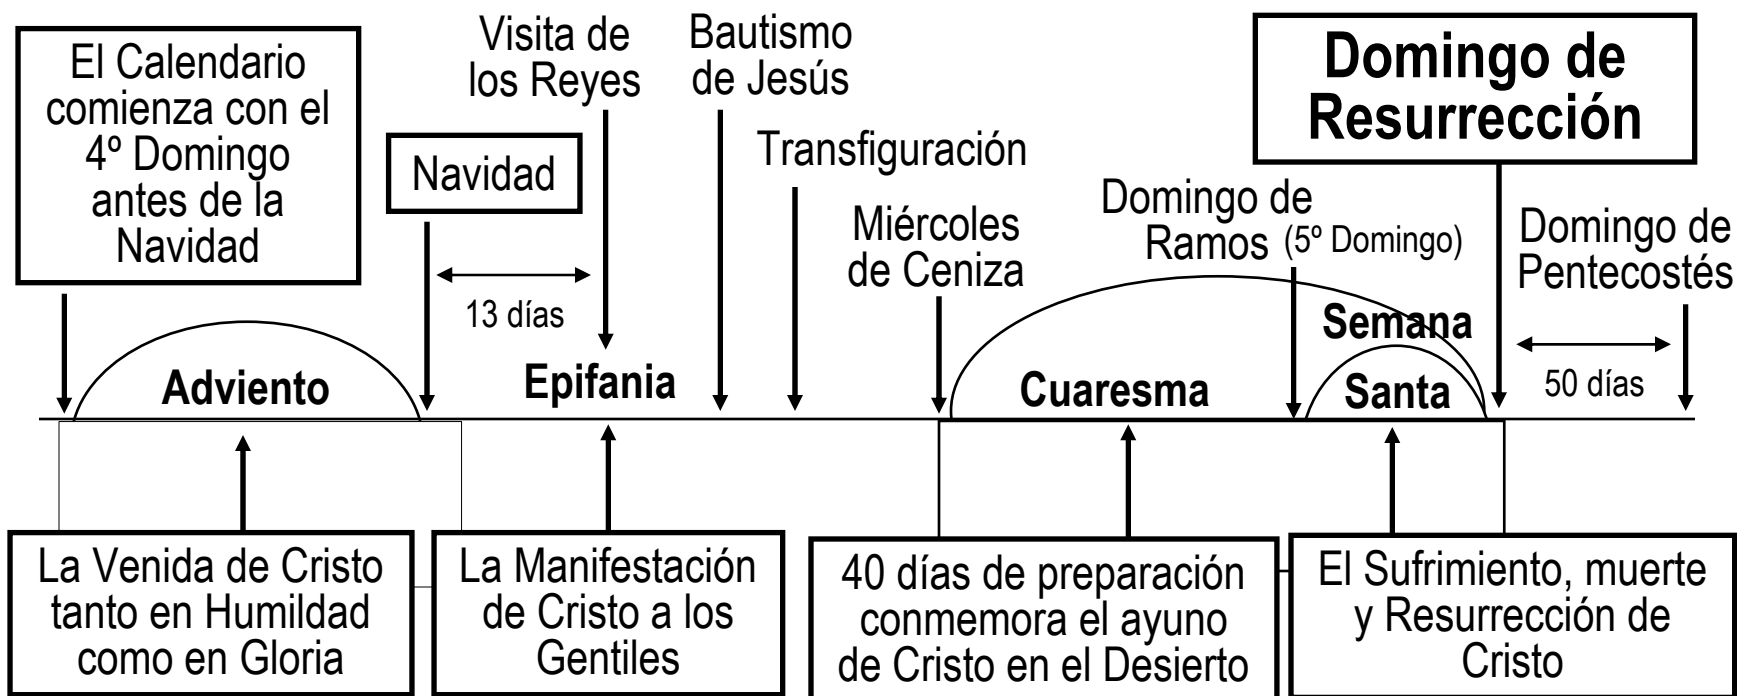 El Calendario
comienza con el
4º Domingo
antes de la
Navidad
Visita de
los Reyes
Bautismo
de Jesús
Domingo de
Resurrección
Navidad
Transfiguración
Miércoles
de Ceniza
Domingo de
Ramos (5º Domingo)
Domingo de
Pentecostés
13 días
Semana
Santa
Adviento
Epifania
Cuaresma
50 días
La Venida de Cristo
tanto en Humildad
como en Gloria
La Manifestación
de Cristo a los
Gentiles
40 días de preparación
conmemora el ayuno
de Cristo en el Desierto
El Sufrimiento, muerte
y Resurrección de
Cristo